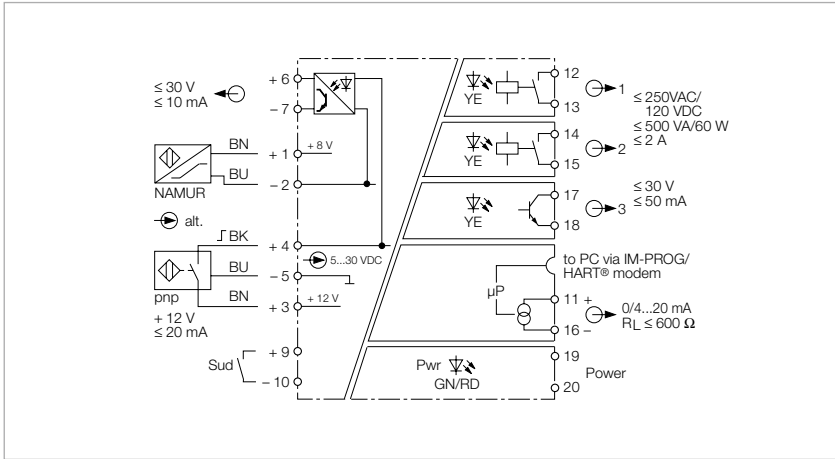 ≤ 30 V
≤ 10 mA
+ 6
– 7
BN
+ 1
+ 8 V
BU
– 2
NAMUR
alt.
BK
+ 4
5...30 VDC
BU
– 5
pnp
BN
+ 3
+ 12 V
+ 12 V
≤ 20 mA
Sud
+ 9
– 10
YE
12
13
1
≤ 250VAC/
120 VDC
≤ 500 VA/60 W
≤ 2 A
YE
14
15
2
YE
17
18
3
≤ 30 V
≤ 50 mA
to PC via IM-PROG/
HART® modem
µP
11 +
16 –
0/4...20 mA
RL ≤ 600 Ω
Pwr
GN/RD
19
20
Power